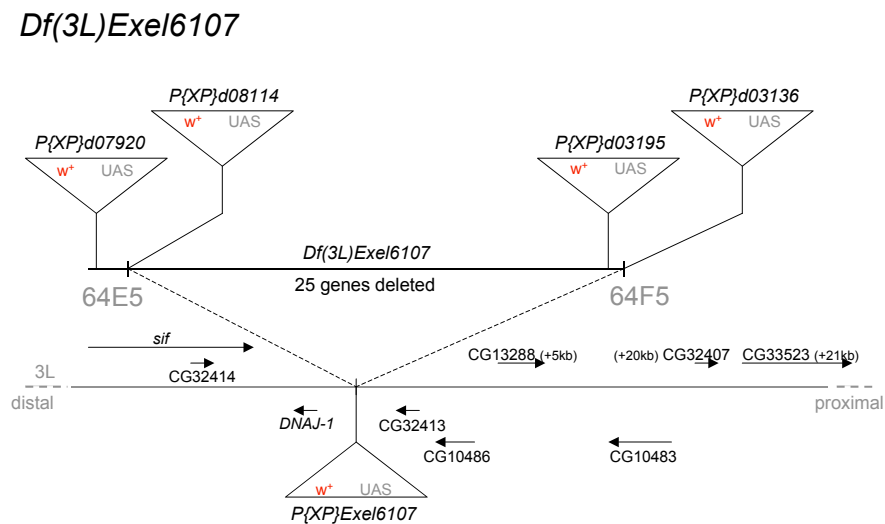 Df(3L)Exel6107
P{XP}d08114
w+ UAS
P{XP}d03136
w+ UAS
P{XP}d07920
w+ UAS
P{XP}d03195
w+ UAS
Df(3L)Exel6107
25 genes deleted
64E5
64F5
sif
CG32414
CG13288 (+5kb)
(+20kb) CG32407
CG33523 (+21kb)
3L
distal
proximal
DNAJ-1
CG32413
CG10486
CG10483
w+ UAS
P{XP}Exel6107